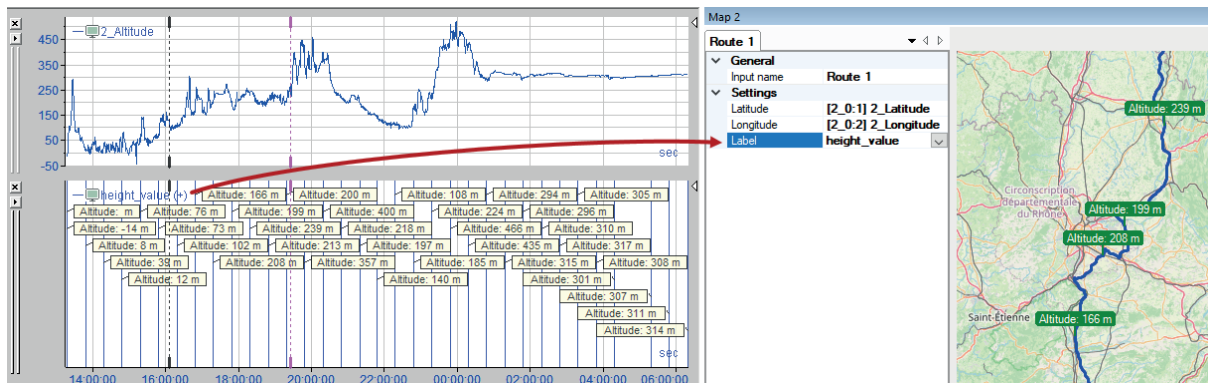 2_Altitude
450
350
250
150
50
-50
sec
height_value (+)
Altitude: 166 m Altitude: 200 m Altitude: 108 m Altitude: 294 m Altitude: 305 m
Altitude: m Altitude: 76 m Altitude: 199 m Altitude: 400 m Altitude: 224 m Altitude: 296 m
Altitude: -14 m Altitude: 73 m Altitude: 239 m Altitude: 218 m Altitude: 466 m Altitude: 310 m
Altitude: 8 m Altitude: 102 m Altitude: 213 m Altitude: 197 m Altitude: 435 m Altitude: 317 m
Altitude: 39 m Altitude: 208 m Altitude: 357 m Altitude: 185 m Altitude: 315 m Altitude: 308 m
Altitude: 12 m Altitude: 140 m Altitude: 301 m
Altitude: 307 m
Altitude: 311 m
Altitude: 314 m
sec
14:00:00 16:00:00 18:00:00 20:00:00 22:00:00 00:00:00 02:00:00 04:00:00 06:00:00
Map 2
Route 1
General
Input name Route 1
Settings
Latitude [2_0:1] 2_Latitude
Longitude [2_0:2] 2_Longitude
Label height_value
Altitude: 239 m
Circonscription
départementale
du Rhône
Altitude: 199 m
Altitude: 208 m
Saint-Étienne
Altitude: 166 m